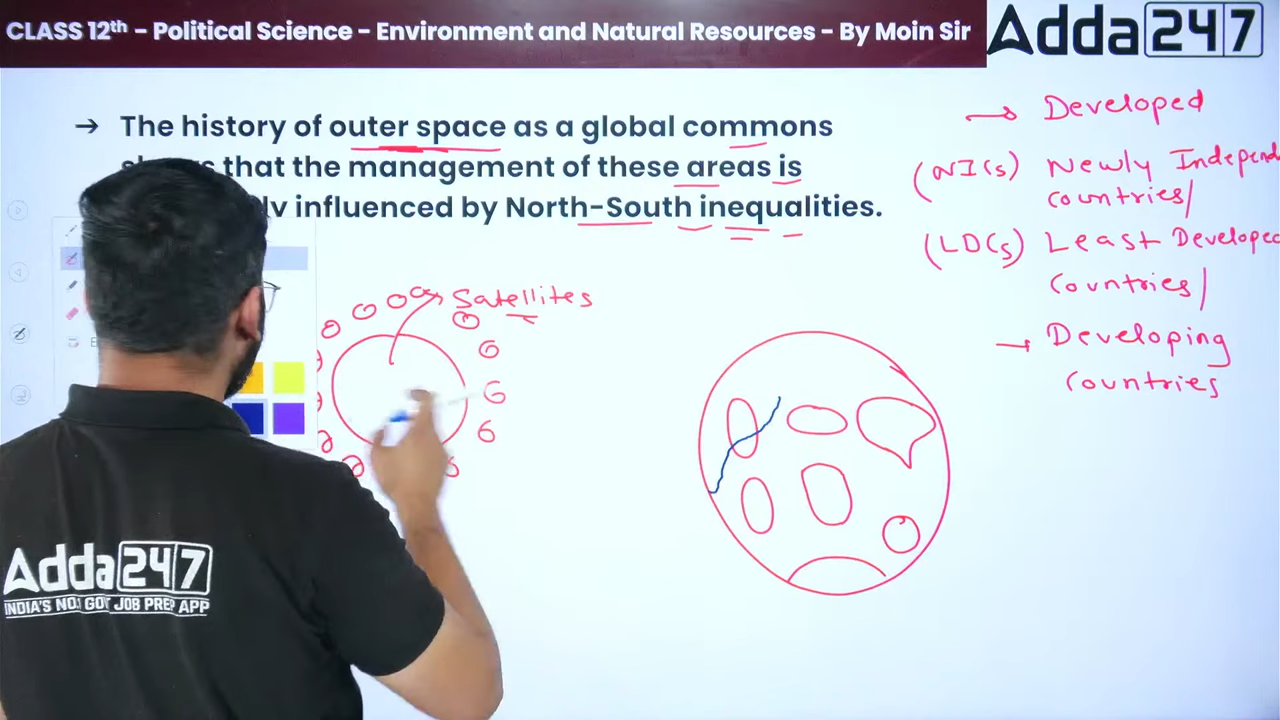 CLASS 12th – Political Science – Environment and Natural Resources – By Moin Sir
Adda247
→ The history of outer space as a global commons
that the management of these areas is
influenced by North-South inequalities.
→ Developed
(NICs) Newly Independ
countries/
(LDCs) Least Developed
Countries/
→ Developing
countries
Satellites
Adda247
INDIA'S NO.1 GOVT JOB PREP APP